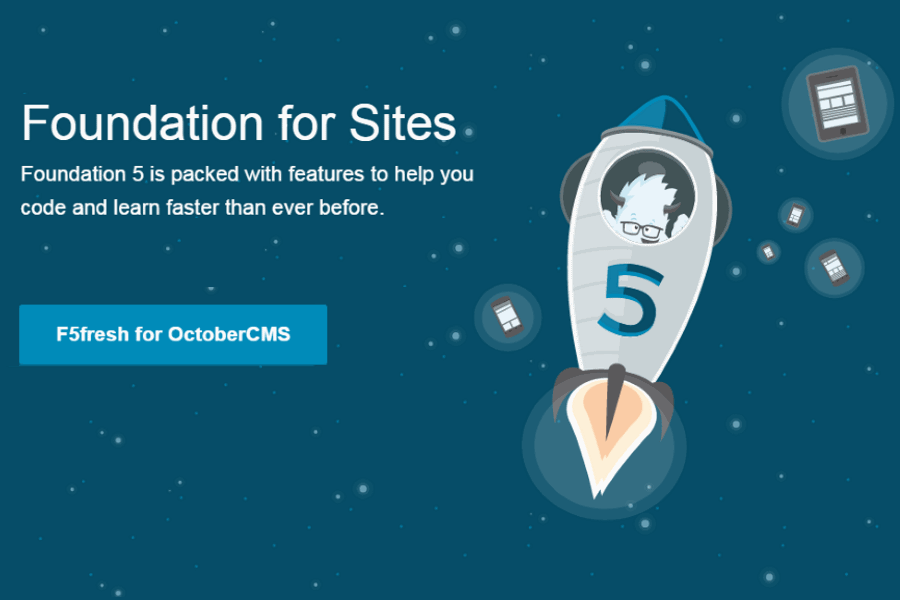 Foundation for Sites
Foundation 5 is packed with features to help you
code and learn faster than ever before.
F5fresh for OctoberCMS
5